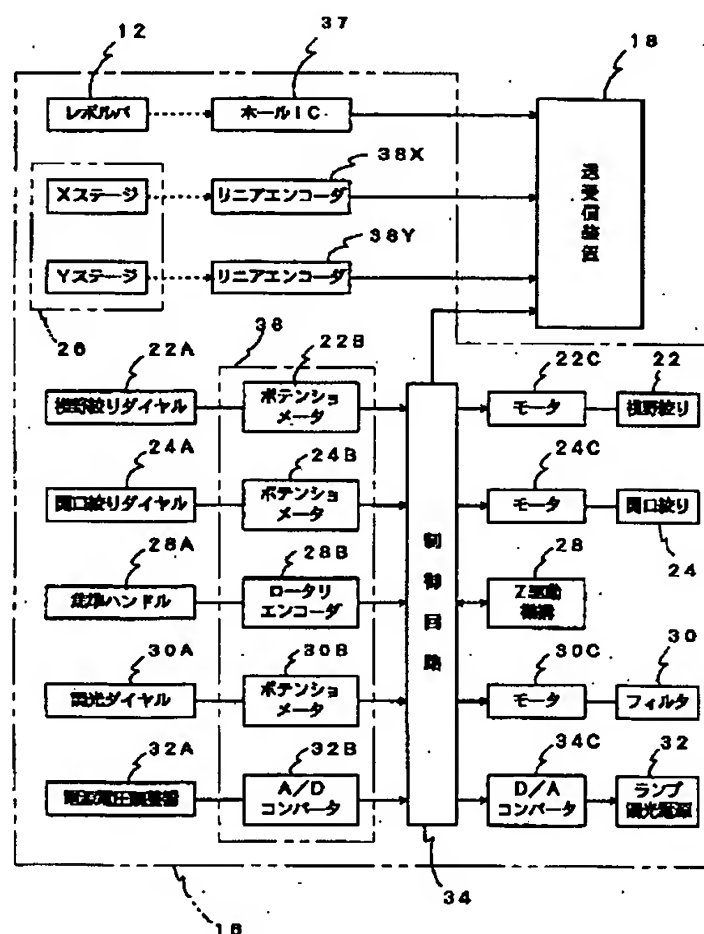 12
37
18
レボルバ
ホールIC
送受信装置
38X
Xステージ
リニアエンコーダ
38Y
Yステージ
リニアエンコーダ
26
22A
38
22B
22C
22
視野絞りダイヤル
ポテンショメータ
モータ
視野絞り
24A
24B
24C
開口絞りダイヤル
ポテンショメータ
制御回路
モータ
開口絞り
24
28A
28B
28
焦準ハンドル
ロータリエンコーダ
Z駆動機構
30A
30B
30C
30
調光ダイヤル
ポテンショメータ
モータ
フィルタ
32A
32B
34C
32
A/Dコンバータ
D/Aコンバータ
ランプ調光電源
34
16